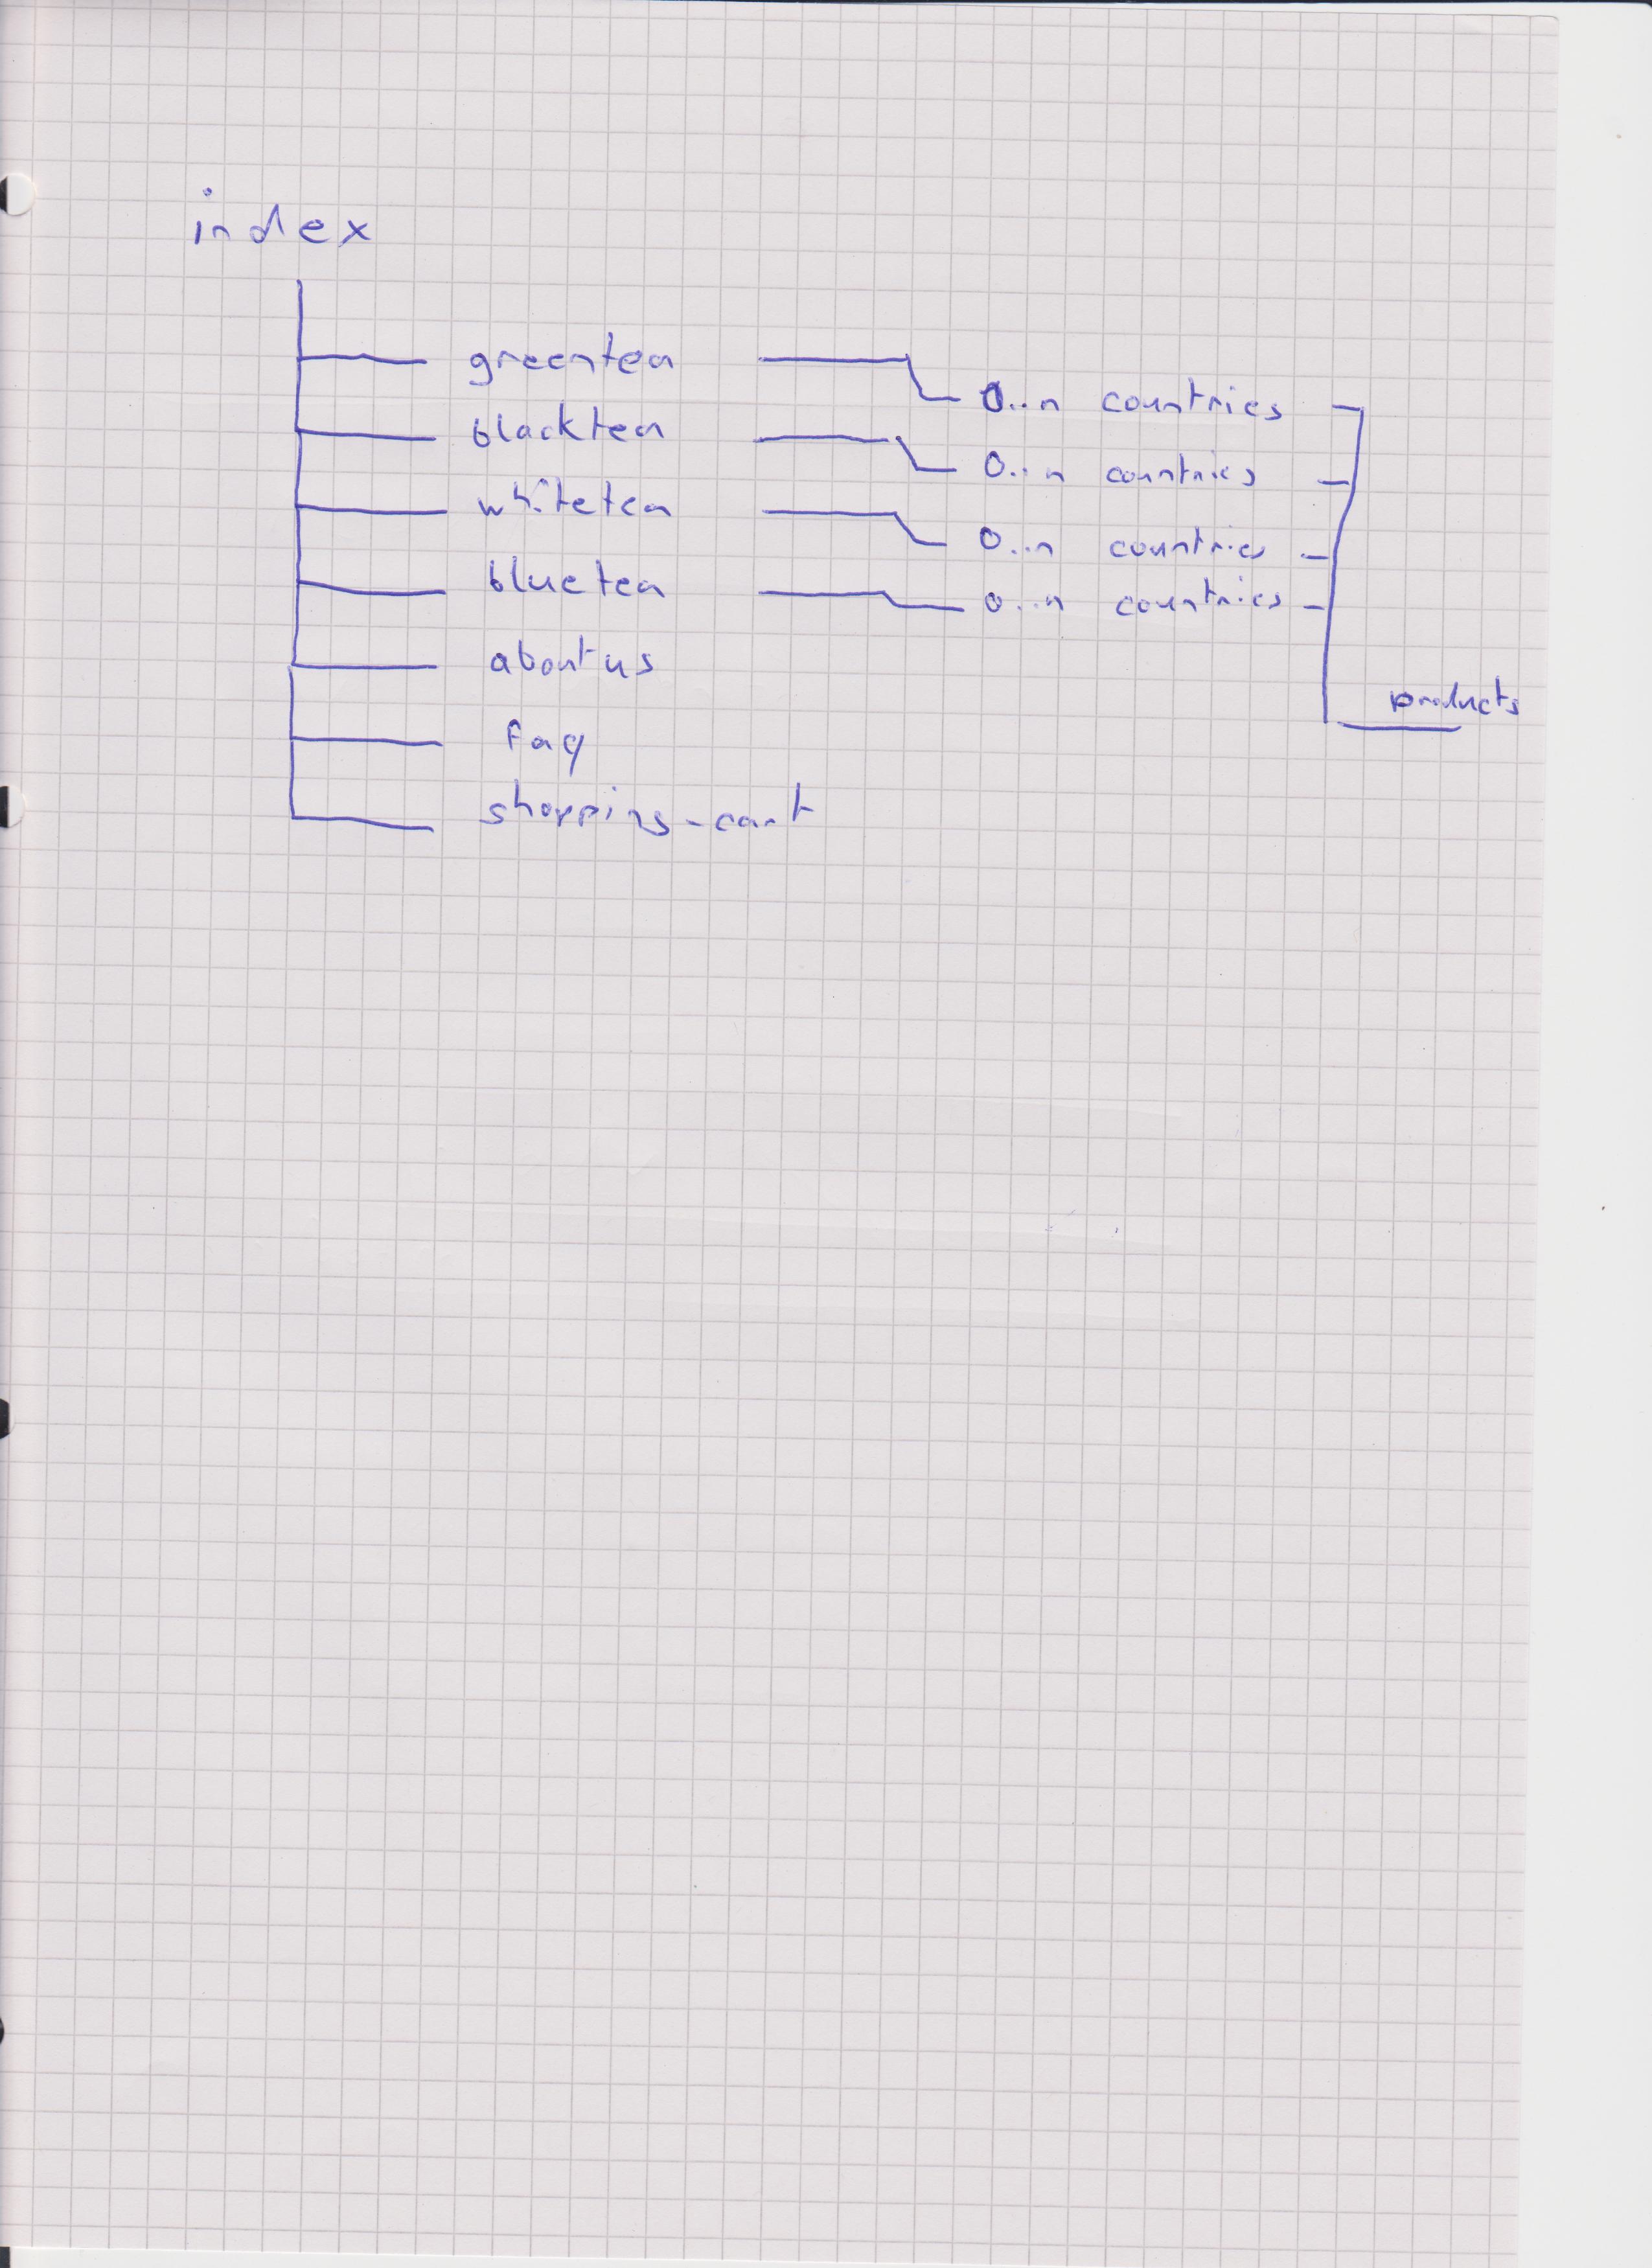 index
greentea
0..n countries
blacktea
0..n countries
whitetea
0...n countries
bluetea
0...n countries
aboutus
products
faq
shopping-cart